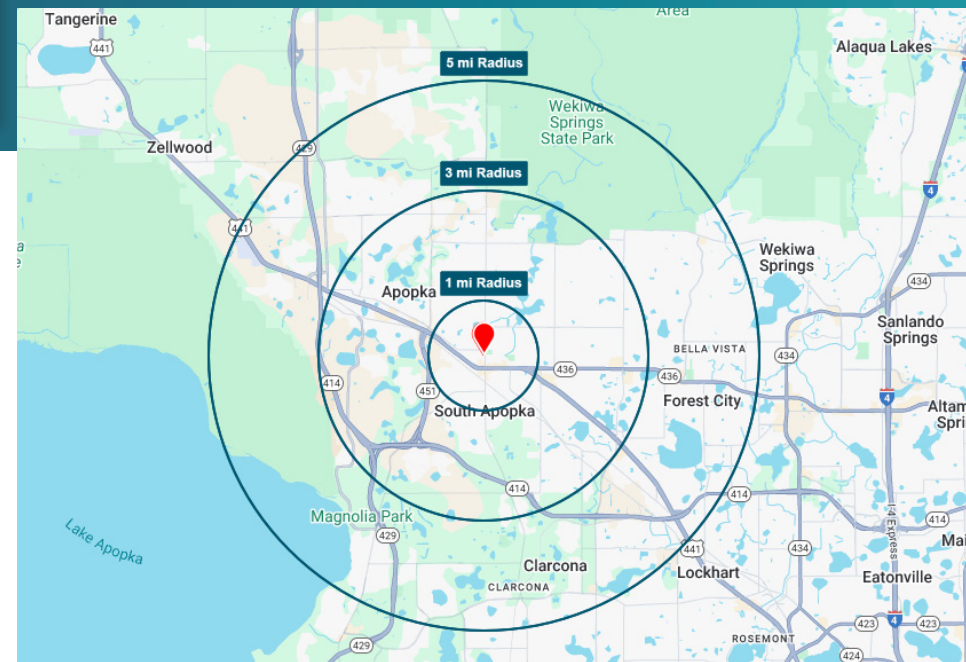 Tangerine
Area
441
Alaqua Lakes
5 mi Radius
Wekiwa
Springs
State Park
Zellwood
429
3 mi Radius
4
441
Wekiwa
Springs
1 mi Radius
434
Apopka
Sanlando
Springs
BELLA VISTA
434
436
436
414
451
4
Forest City
South Apopka
Altam
Spri
414
414
Magnolia Park
414
Lake Apopka
429
I-4 Express
Mai
441
434
Clarcona
Lockhart
Eatonville
CLARCONA
4
423
423
ROSEMONT
429
424